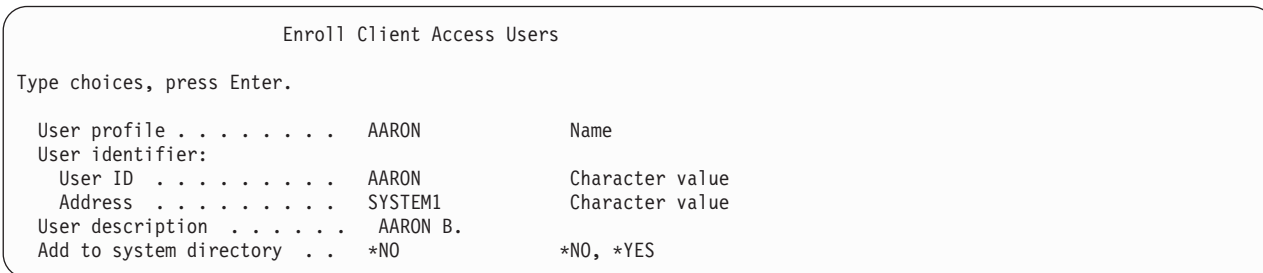 Enroll Client Access Users
Type choices, press Enter.
User profile . . . . . . . . AARON Name
User identifier:
User ID . . . . . . . . . AARON Character value
Address . . . . . . . . . SYSTEM1 Character value
User description . . . . . . AARON B.
Add to system directory . . *NO *NO, *YES